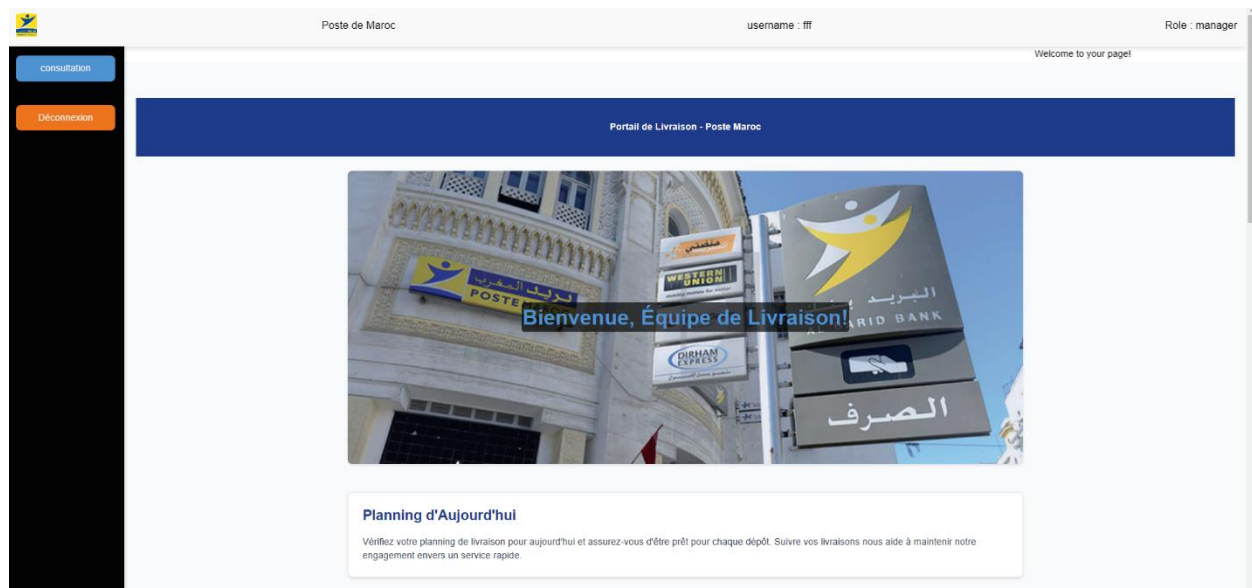 Poste de Maroc
username : fff
Role : manager
Welcome to your page!
consultation
Déconnexion
Portail de Livraison - Poste Maroc
بريد المغرب
POSTE
WESTERN
UNION
DIRHAM
EXPRESS
البريد بنك
BARID BANK
الصرف
Bienvenue, Équipe de Livraison!
Planning d'Aujourd'hui
Vérifiez votre planning de livraison pour aujourd'hui et assurez-vous d'être prêt pour chaque dépôt. Suivre vos livraisons nous aide à maintenir notre
engagement envers un service rapide.